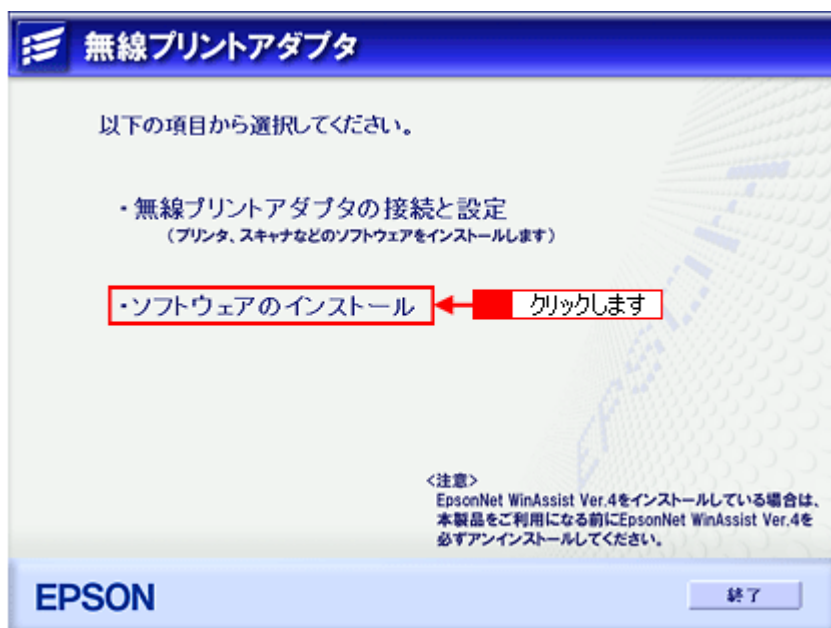 無線プリントアダプタ
以下の項目から選択してください。
・無線プリントアダプタの接続と設定
（プリンタ、スキャナなどのソフトウェアをインストールします）
・ソフトウェアのインストール
クリックします
EPSON
<注意>
EpsonNet WinAssist Ver.4をインストールしている場合は、
本製品をご利用になる前にEpsonNet WinAssist Ver.4を
必ずアンインストールしてください。
EPSON
終了